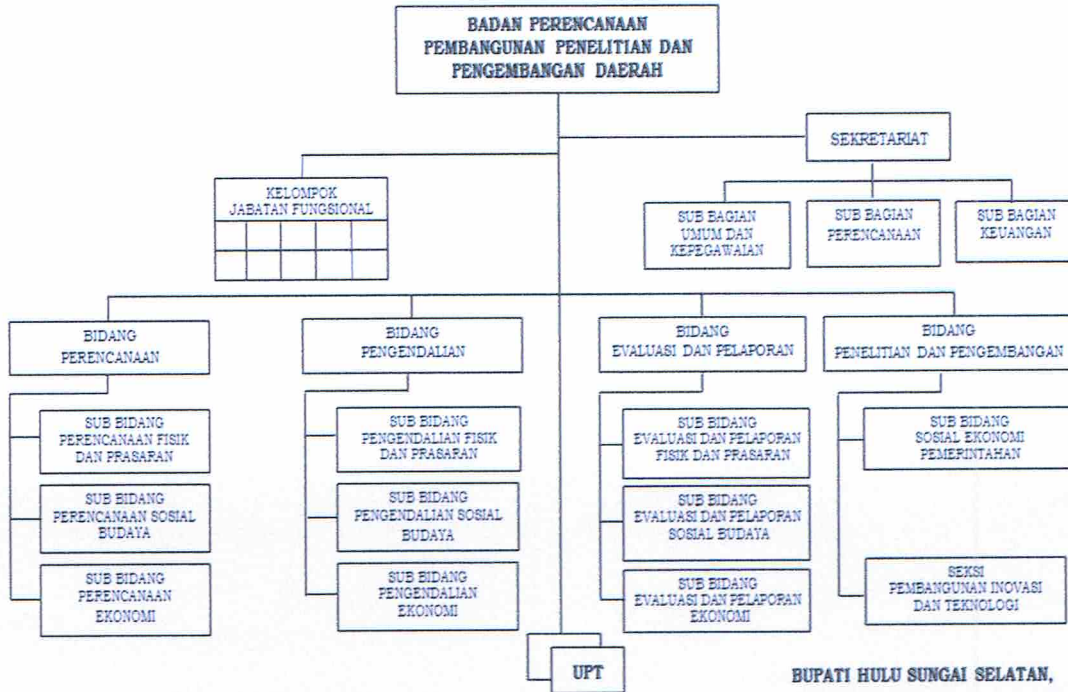 BADAN PERENCANAAN
PEMBANGUNAN PENELITIAN DAN
PENGEMBANGAN DAERAH
SEKRETARIAT
KELOMPOK
JABATAN FUNGSIONAL
SUB BAGIAN
UMUM DAN
KEPEGAWAIAN
SUB BAGIAN
PERENCANAAN
SUB BAGIAN
KEUANGAN
BIDANG
PERENCANAAN
BIDANG
PENGENDALIAN
BIDANG
EVALUASI DAN PELAPORAN
BIDANG
PENELITIAN DAN PENGEMBANGAN
SUB BIDANG
PERENCANAAN FISIK
DAN PRASARAN
SUB BIDANG
PENGENDALIAN FISIK
DAN PRASARAN
SUB BIDANG
EVALUASI DAN PELAPORAN
FISIK DAN PRASARAN
SUB BIDANG
SOSIAL EKONOMI
PEMERINTAHAN
SUB BIDANG
PERENCANAAN SOSIAL
BUDAYA
SUB BIDANG
PENGENDALIAN SOSIAL
BUDAYA
SUB BIDANG
EVALUASI DAN PELAPORAN
SOSIAL BUDAYA
SUB BIDANG
PERENCANAAN
EKONOMI
SUB BIDANG
PENGENDALIAN
EKONOMI
SUB BIDANG
EVALUASI DAN PELAPORAN
EKONOMI
SEKSI
PEMBANGUNAN INOVASI
DAN TEKNOLOGI
UPT
BUPATI HULU SUNGAI SELATAN,